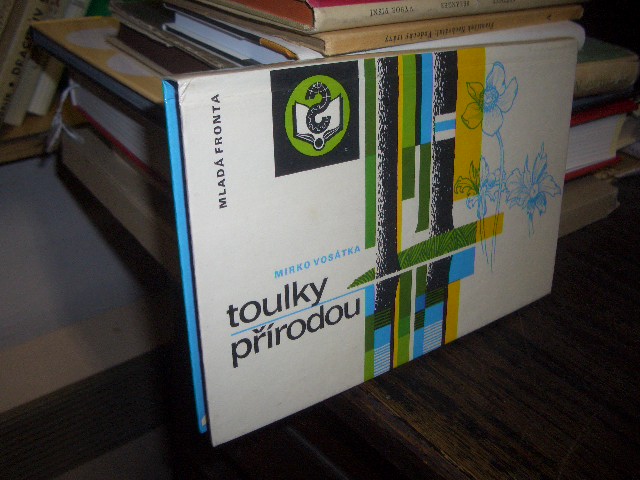 MLADÁ FRONTA
MIRKO VOSÁTKA
toulky
přírodou